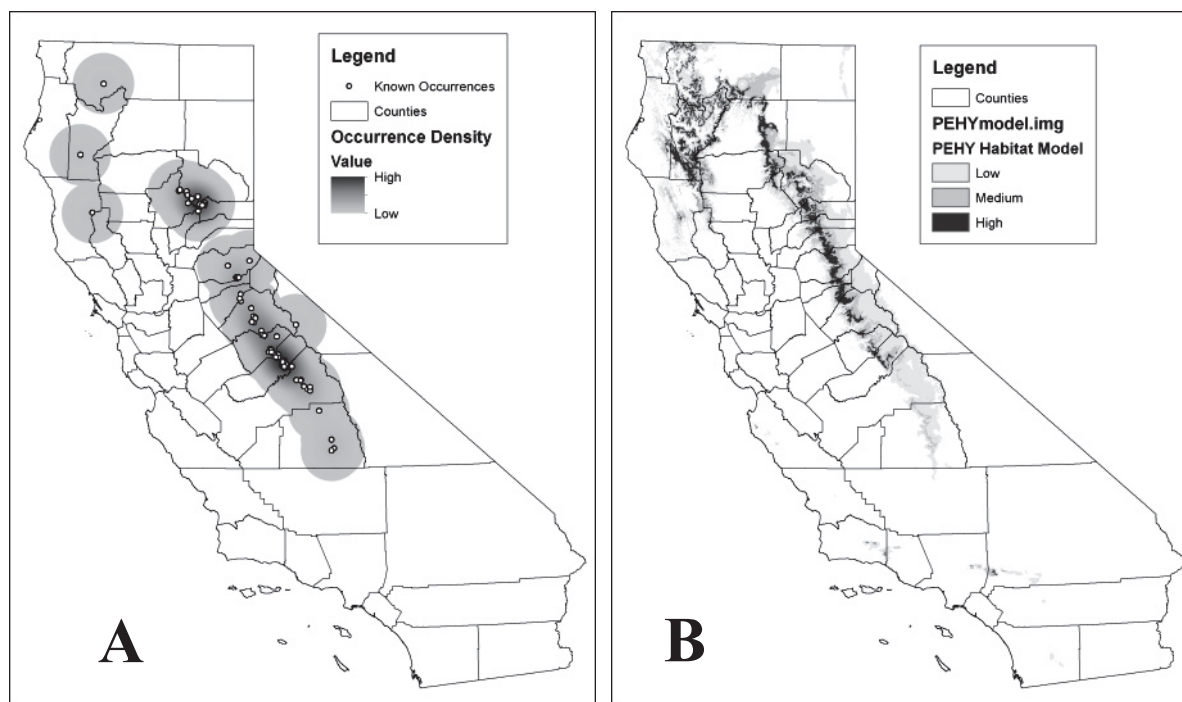 Legend
Known Occurrences
Counties
Occurrence Density
Value
High
Low
A
Legend
Counties
PEHYmodel.img
PEHY Habitat Model
Low
Medium
High
B